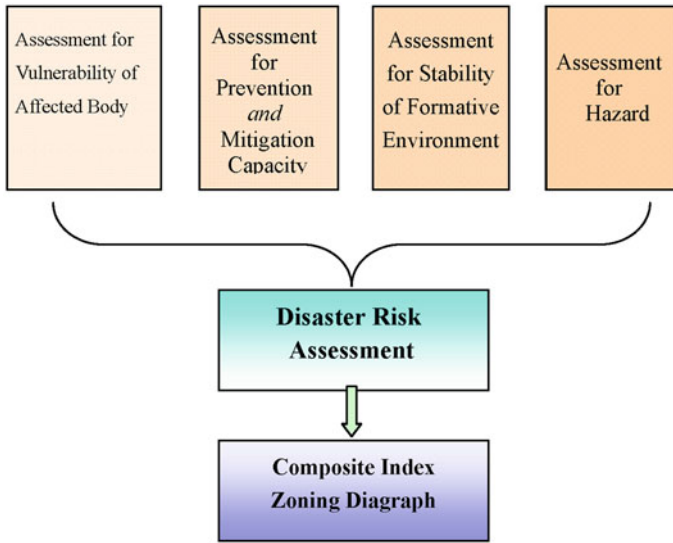 Assessment for
Vulnerability of
Affected Body
Assessment
for
Prevention
and
Mitigation
Capacity
Assessment
for Stability
of Formative
Environment
Assessment
for
Hazard
Disaster Risk
Assessment
Composite Index
Zoning Diagraph